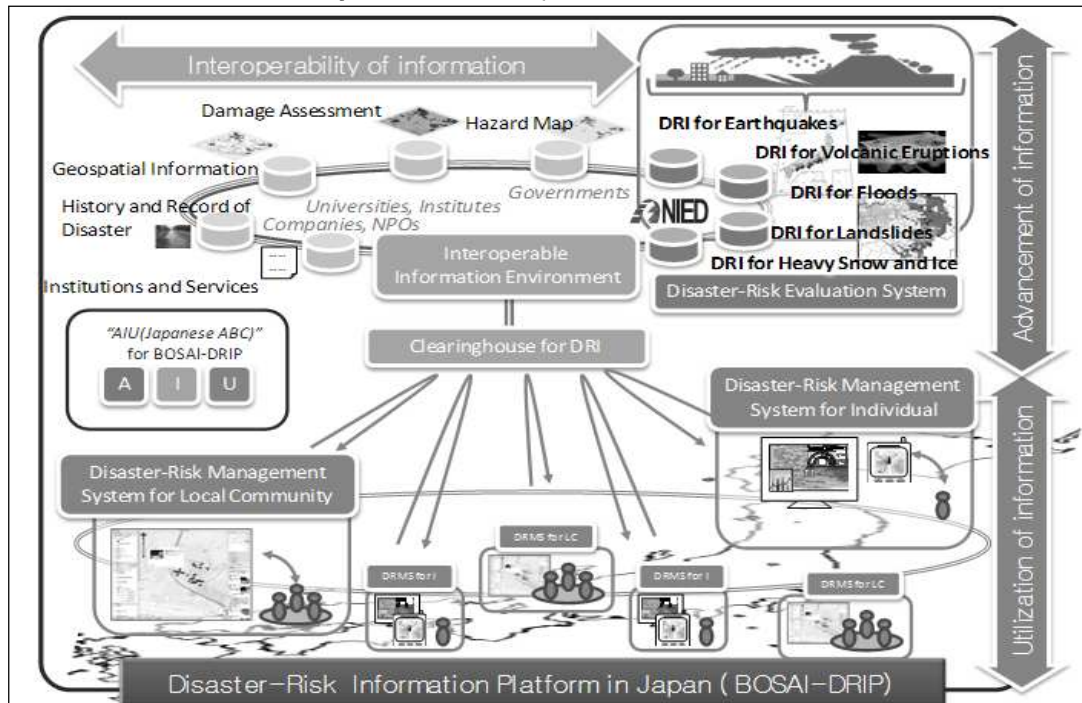 Interoperability of information
Damage Assessment
Hazard Map
DRI for Earthquakes
Geospatial Information
DRI for Volcanic Eruptions
Governments
DRI for Floods
History and Record of
Disaster
Universities, Institutes
Companies, NPOs
NIED
DRI for Landslides
Interoperable
Information Environment
DRI for Heavy Snow and Ice
Institutions and Services
Disaster-Risk Evaluation System
Advancement of information
"AIU(Japanese ABC)"
for BOSAI-DRIP
A I U
Clearinghouse for DRI
Disaster-Risk Management
System for Individual
Disaster-Risk Management
System for Local Community
DRMS for LC
DRMS for I
DRMS for I
DRMS for LC
Utilization of information
Disaster-Risk Information Platform in Japan ( BOSAI-DRIP)